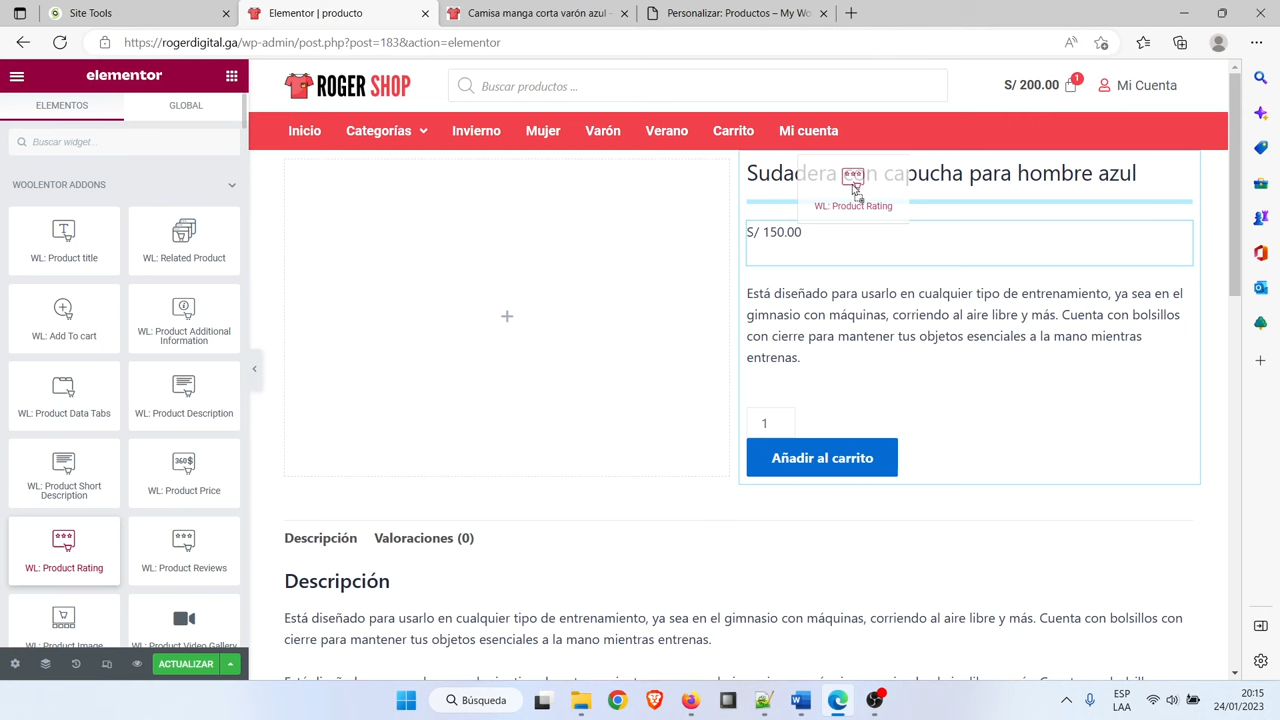 Site Tools
Elementor | producto
Camisa manga corta varón azul –
Personalizar: Productos – My Wo
https://rogerdigital.ga/wp-admin/post.php?post=183&action=elementor
elementor
ELEMENTOS
GLOBAL
Buscar widget...
WOOLENTOR ADDONS
WL: Product title
WL: Related Product
WL: Add To cart
WL: Product Additional
Information
WL: Product Data Tabs
WL: Product Description
WL: Product Short
Description
WL: Product Price
WL: Product Rating
WL: Product Reviews
WL: Product Image
WL: Product Video Gallery
ACTUALIZAR
ROGER SHOP
Buscar productos ...
S/ 200.00
1
Mi Cuenta
Inicio
Categorías
Invierno
Mujer
Varón
Verano
Carrito
Mi cuenta
Sudadera con capucha para hombre azul
WL: Product Rating
S/ 150.00
Está diseñado para usarlo en cualquier tipo de entrenamiento, ya sea en el
gimnasio con máquinas, corriendo al aire libre y más. Cuenta con bolsillos
con cierre para mantener tus objetos esenciales a la mano mientras
entrenas.
1
Añadir al carrito
Descripción
Valoraciones (0)
Descripción
Está diseñado para usarlo en cualquier tipo de entrenamiento, ya sea en el gimnasio con máquinas, corriendo al aire libre y más. Cuenta con bolsillos con
cierre para mantener tus objetos esenciales a la mano mientras entrenas.
Búsqueda
ESP
LAA
20:15
24/01/2023